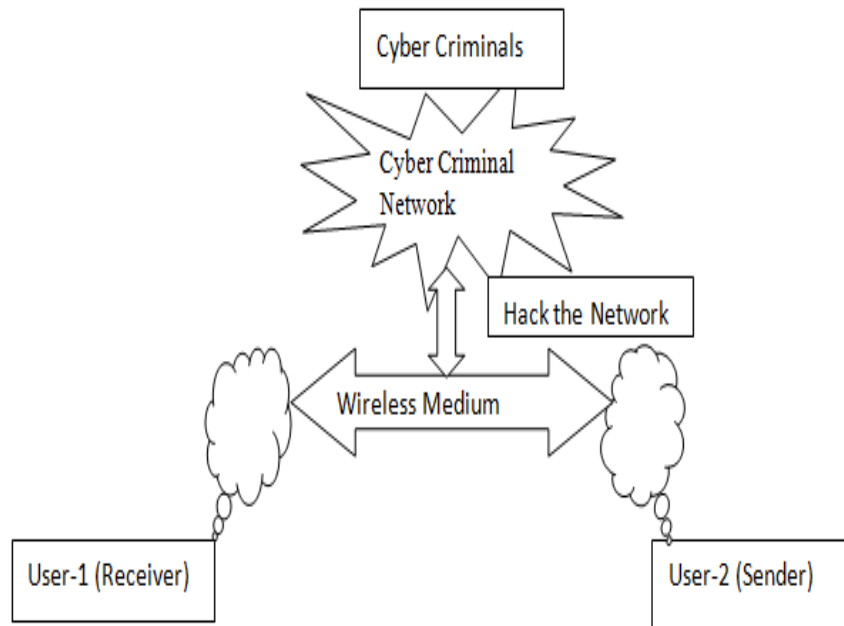 Cyber Criminals
Cyber Criminal
Network
Hack the Network
Wireless Medium
User-1 (Receiver)
User-2 (Sender)